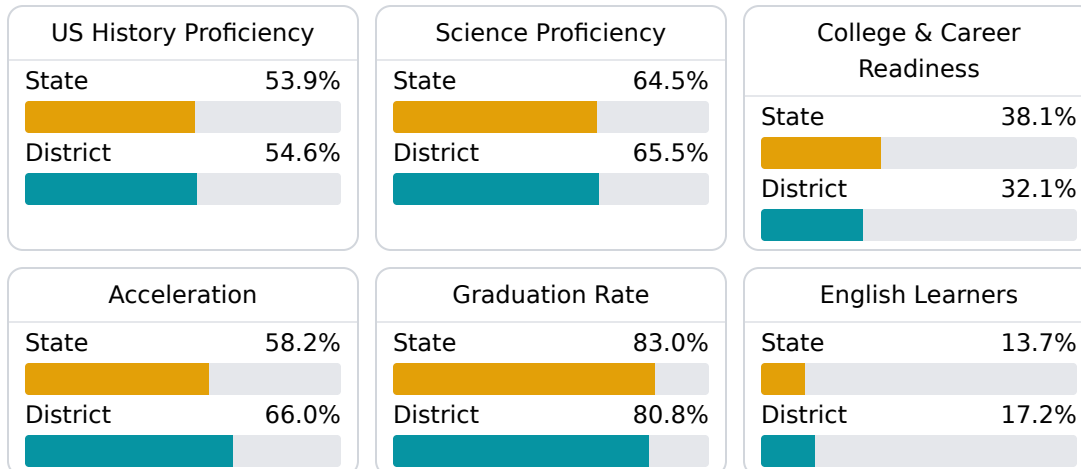 US History Proficiency
State 53.9%
District 54.6%
Science Proficiency
State 64.5%
District 65.5%
College & Career
Readiness
State 38.1%
District 32.1%
Acceleration
State 58.2%
District 66.0%
Graduation Rate
State 83.0%
District 80.8%
English Learners
State 13.7%
District 17.2%